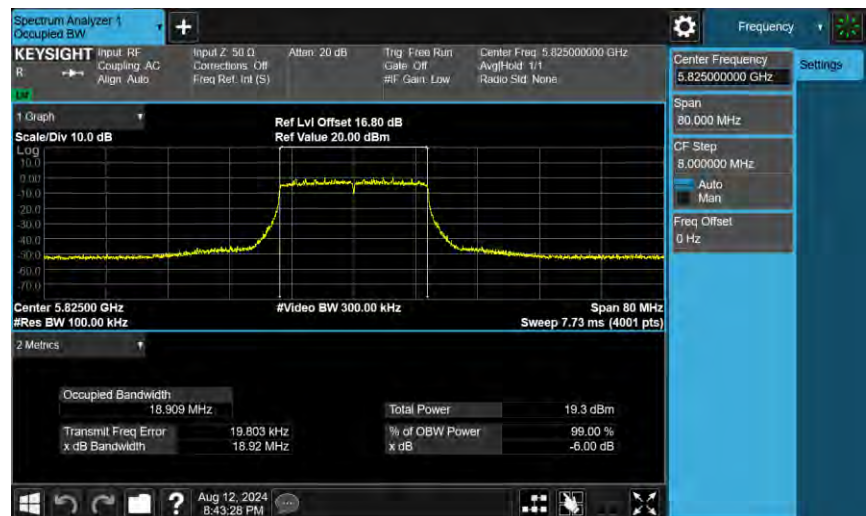 Spectrum Analyzer 1
Occupied BW
+
Frequency
KEYSIGHT Input: RF
R
Coupling: AC
Align: Auto
Input Z: 50 Ω
Corrections: Off
Freq Ref: Int (S)
Atten: 20 dB
Trig: Free Run
Gate: Off
#IF Gain: Low
Center Freq: 5.825000000 GHz
Avg|Hold: 1/1
Radio Std: None
Center Frequency
5.825000000 GHz
Settings
Span
80.000 MHz
CF Step
8.000000 MHz
Auto
Man
Freq Offset
0 Hz
1 Graph
Scale/Div 10.0 dB
Ref Lvl Offset 16.80 dB
Ref Value 20.00 dBm
Log
10.0
0.00
-10.0
-20.0
-30.0
-40.0
-50.0
-60.0
-70.0
Center 5.82500 GHz
#Res BW 100.00 kHz
#Video BW 300.00 kHz
Span 80 MHz
Sweep 7.73 ms (4001 pts)
2 Metrics
Occupied Bandwidth
18.909 MHz
Transmit Freq Error 19.803 kHz
x dB Bandwidth 18.92 MHz
Total Power 19.3 dBm
% of OBW Power 99.00 %
x dB -6.00 dB
?
Aug 12, 2024
8:43:28 PM